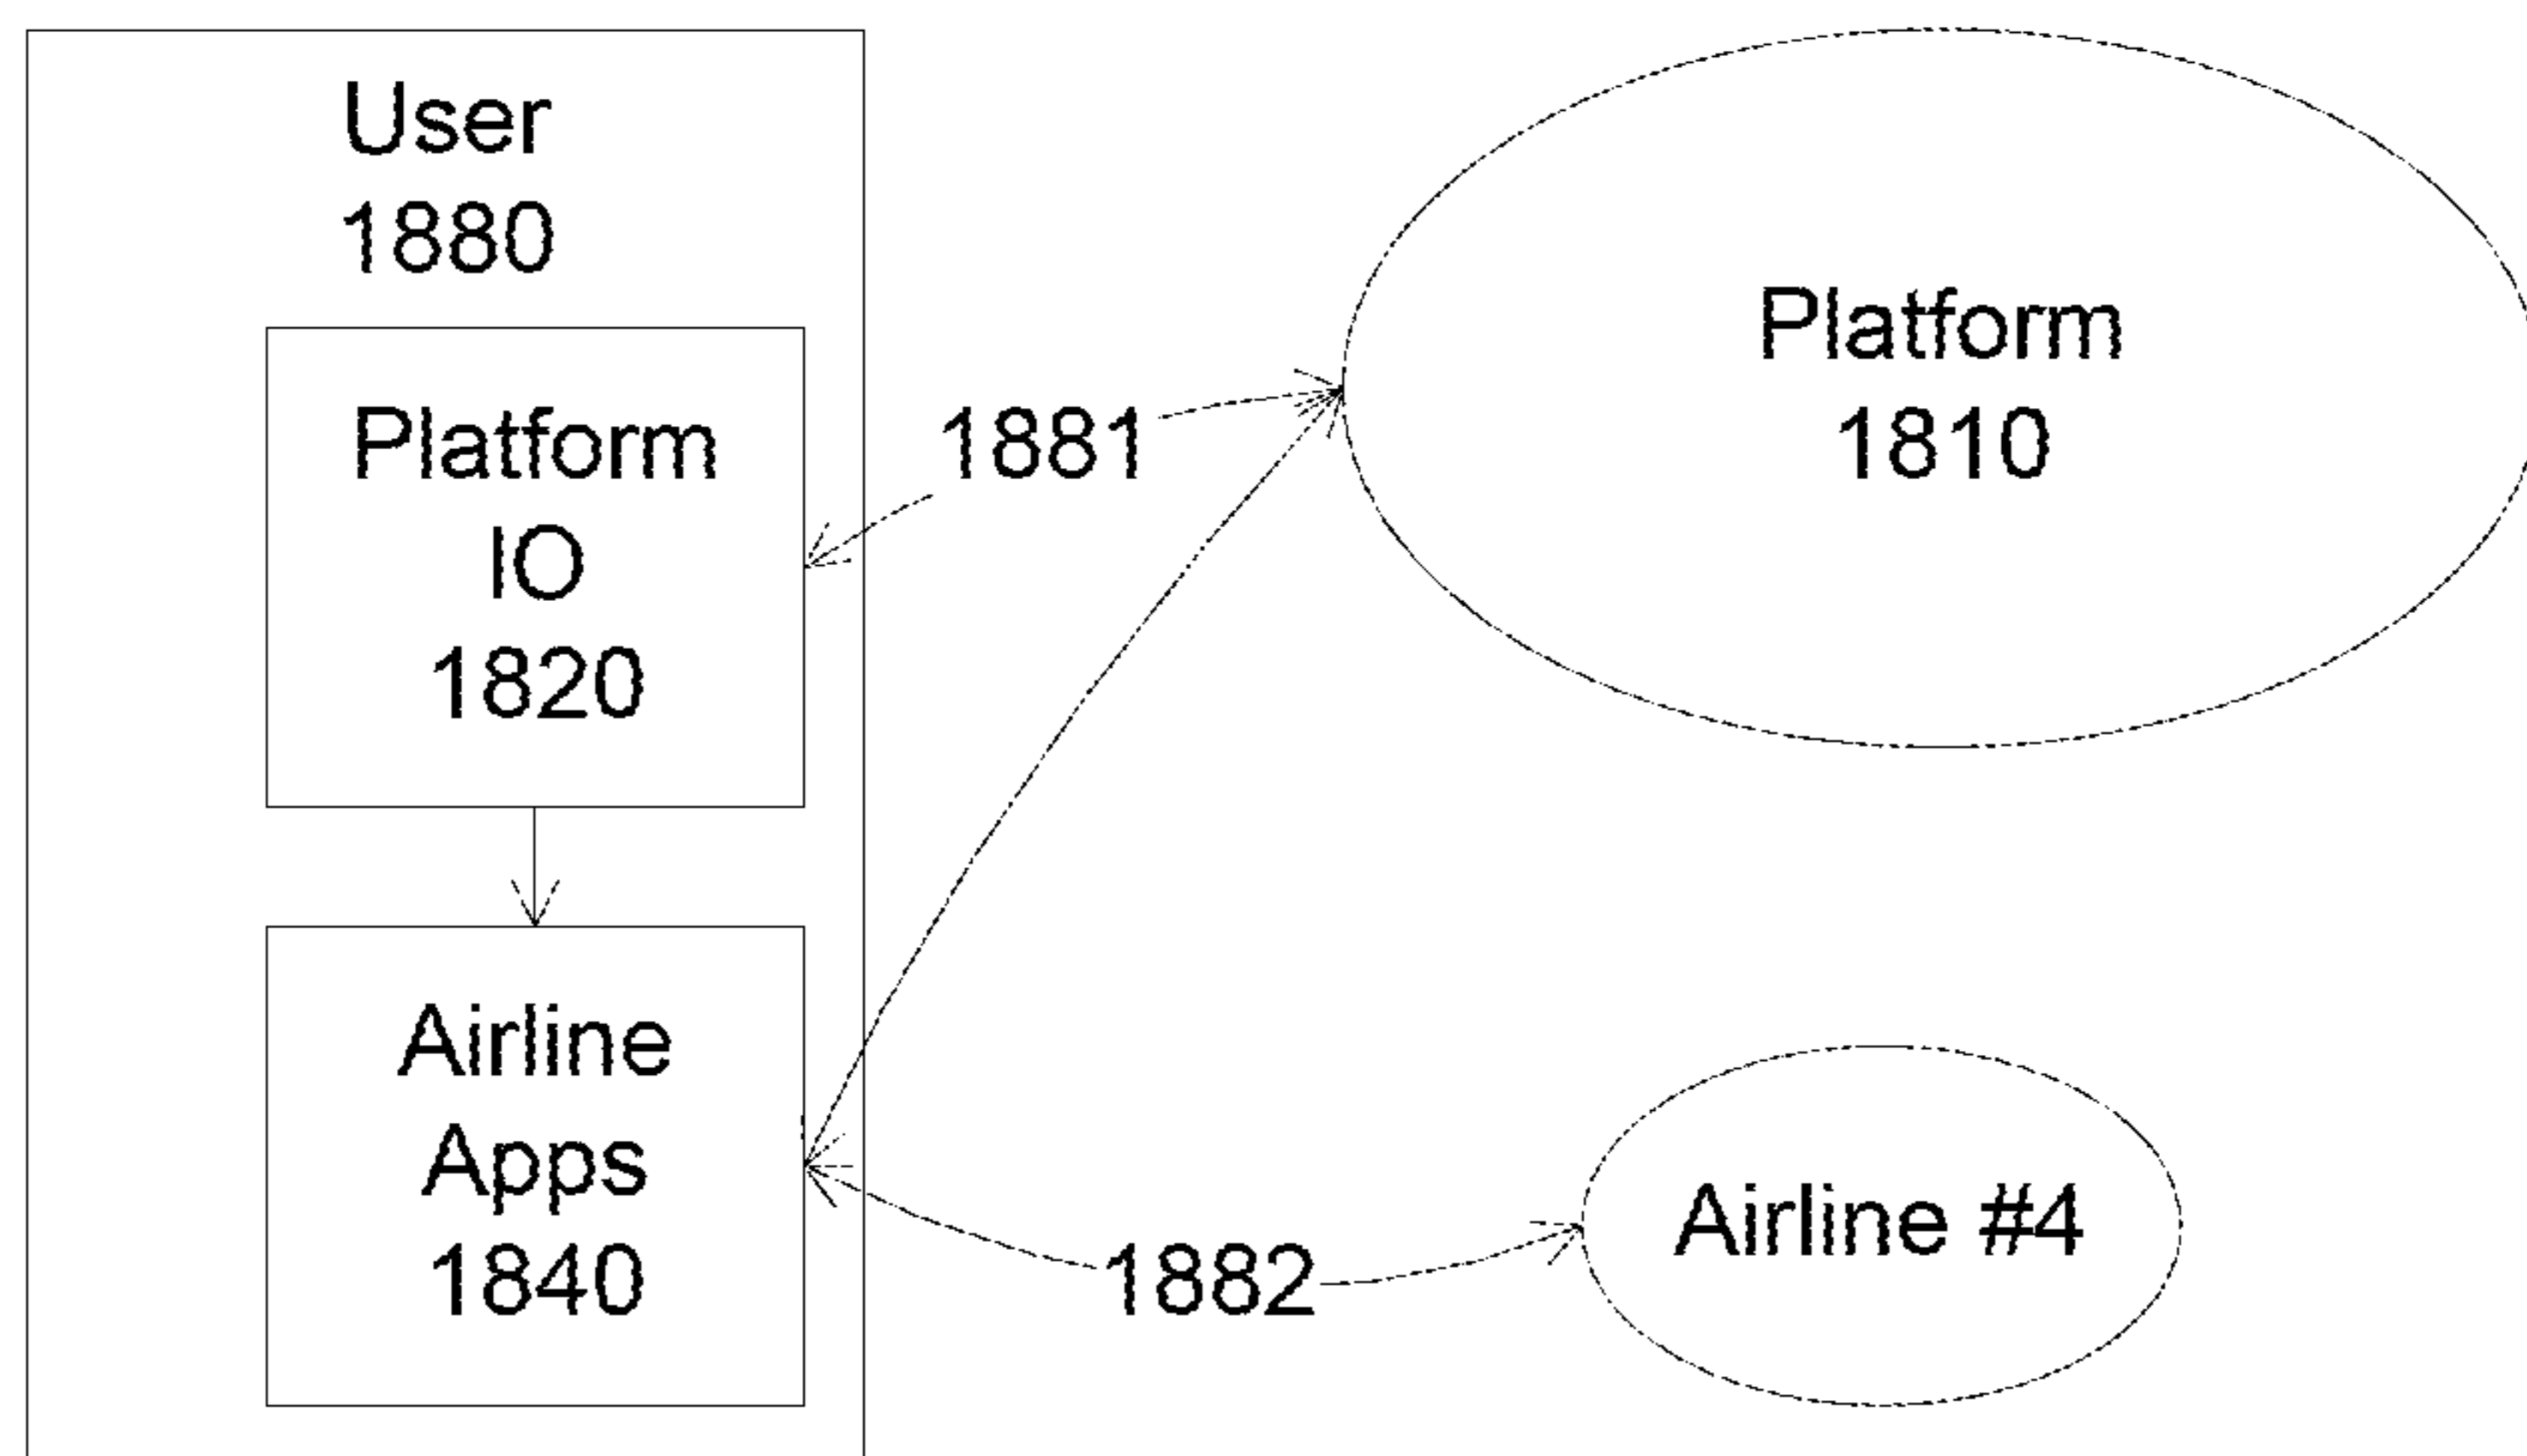 User
1880
Platform
IO
1820
1881
Platform
1810
Airline
Apps
1840
1882
Airline #4